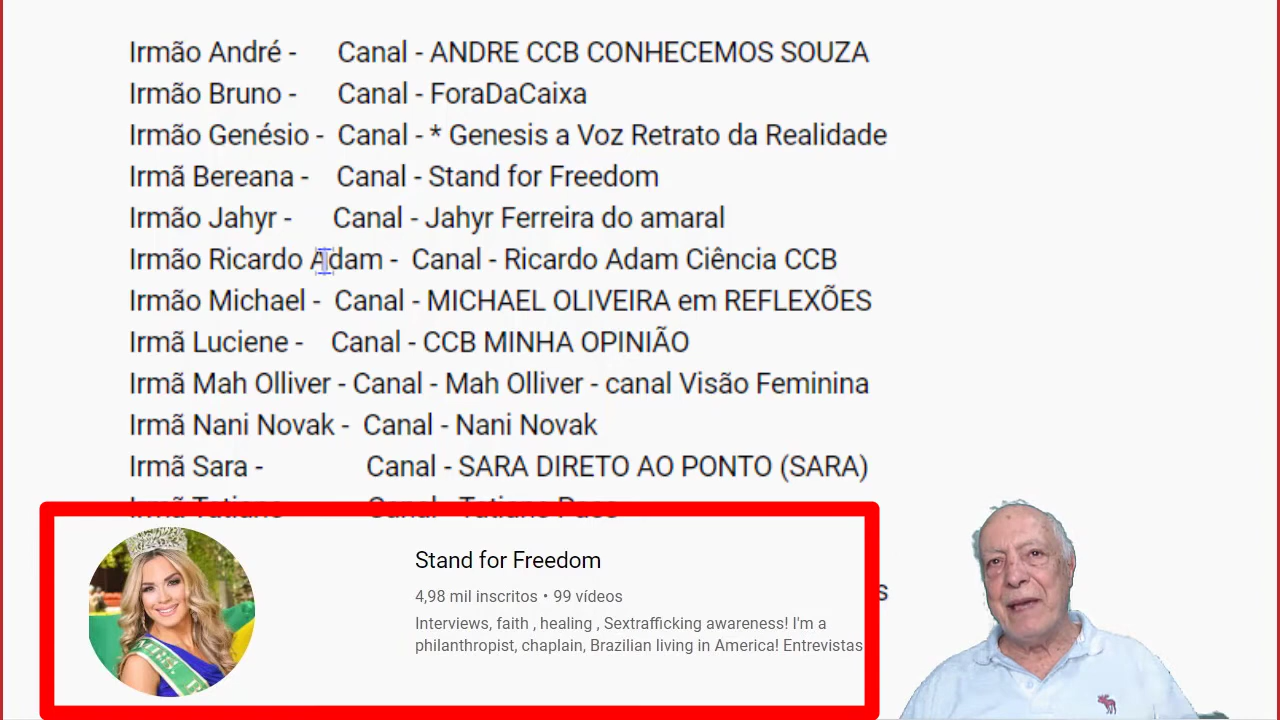 Irmão André - Canal - ANDRE CCB CONHECEMOS SOUZA
Irmão Bruno - Canal - ForaDaCaixa
Irmão Genésio - Canal - * Genesis a Voz Retrato da Realidade
Irmã Bereana - Canal - Stand for Freedom
Irmão Jahyr - Canal - Jahyr Ferreira do amaral
Irmão Ricardo Adam - Canal - Ricardo Adam Ciência CCB
Irmão Michael - Canal - MICHAEL OLIVEIRA em REFLEXÕES
Irmã Luciene - Canal - CCB MINHA OPINIÃO
Irmã Mah Olliver - Canal - Mah Olliver - canal Visão Feminina
Irmã Nani Novak - Canal - Nani Novak
Irmã Sara - Canal - SARA DIRETO AO PONTO (SARA)
Irmã Tatiane Canal - Tatiane
Stand for Freedom
4,98 mil inscritos • 99 vídeos
Interviews, faith , healing , Sextrafficking awareness! I'm a
philanthropist, chaplain, Brazilian living in America! Entrevistas